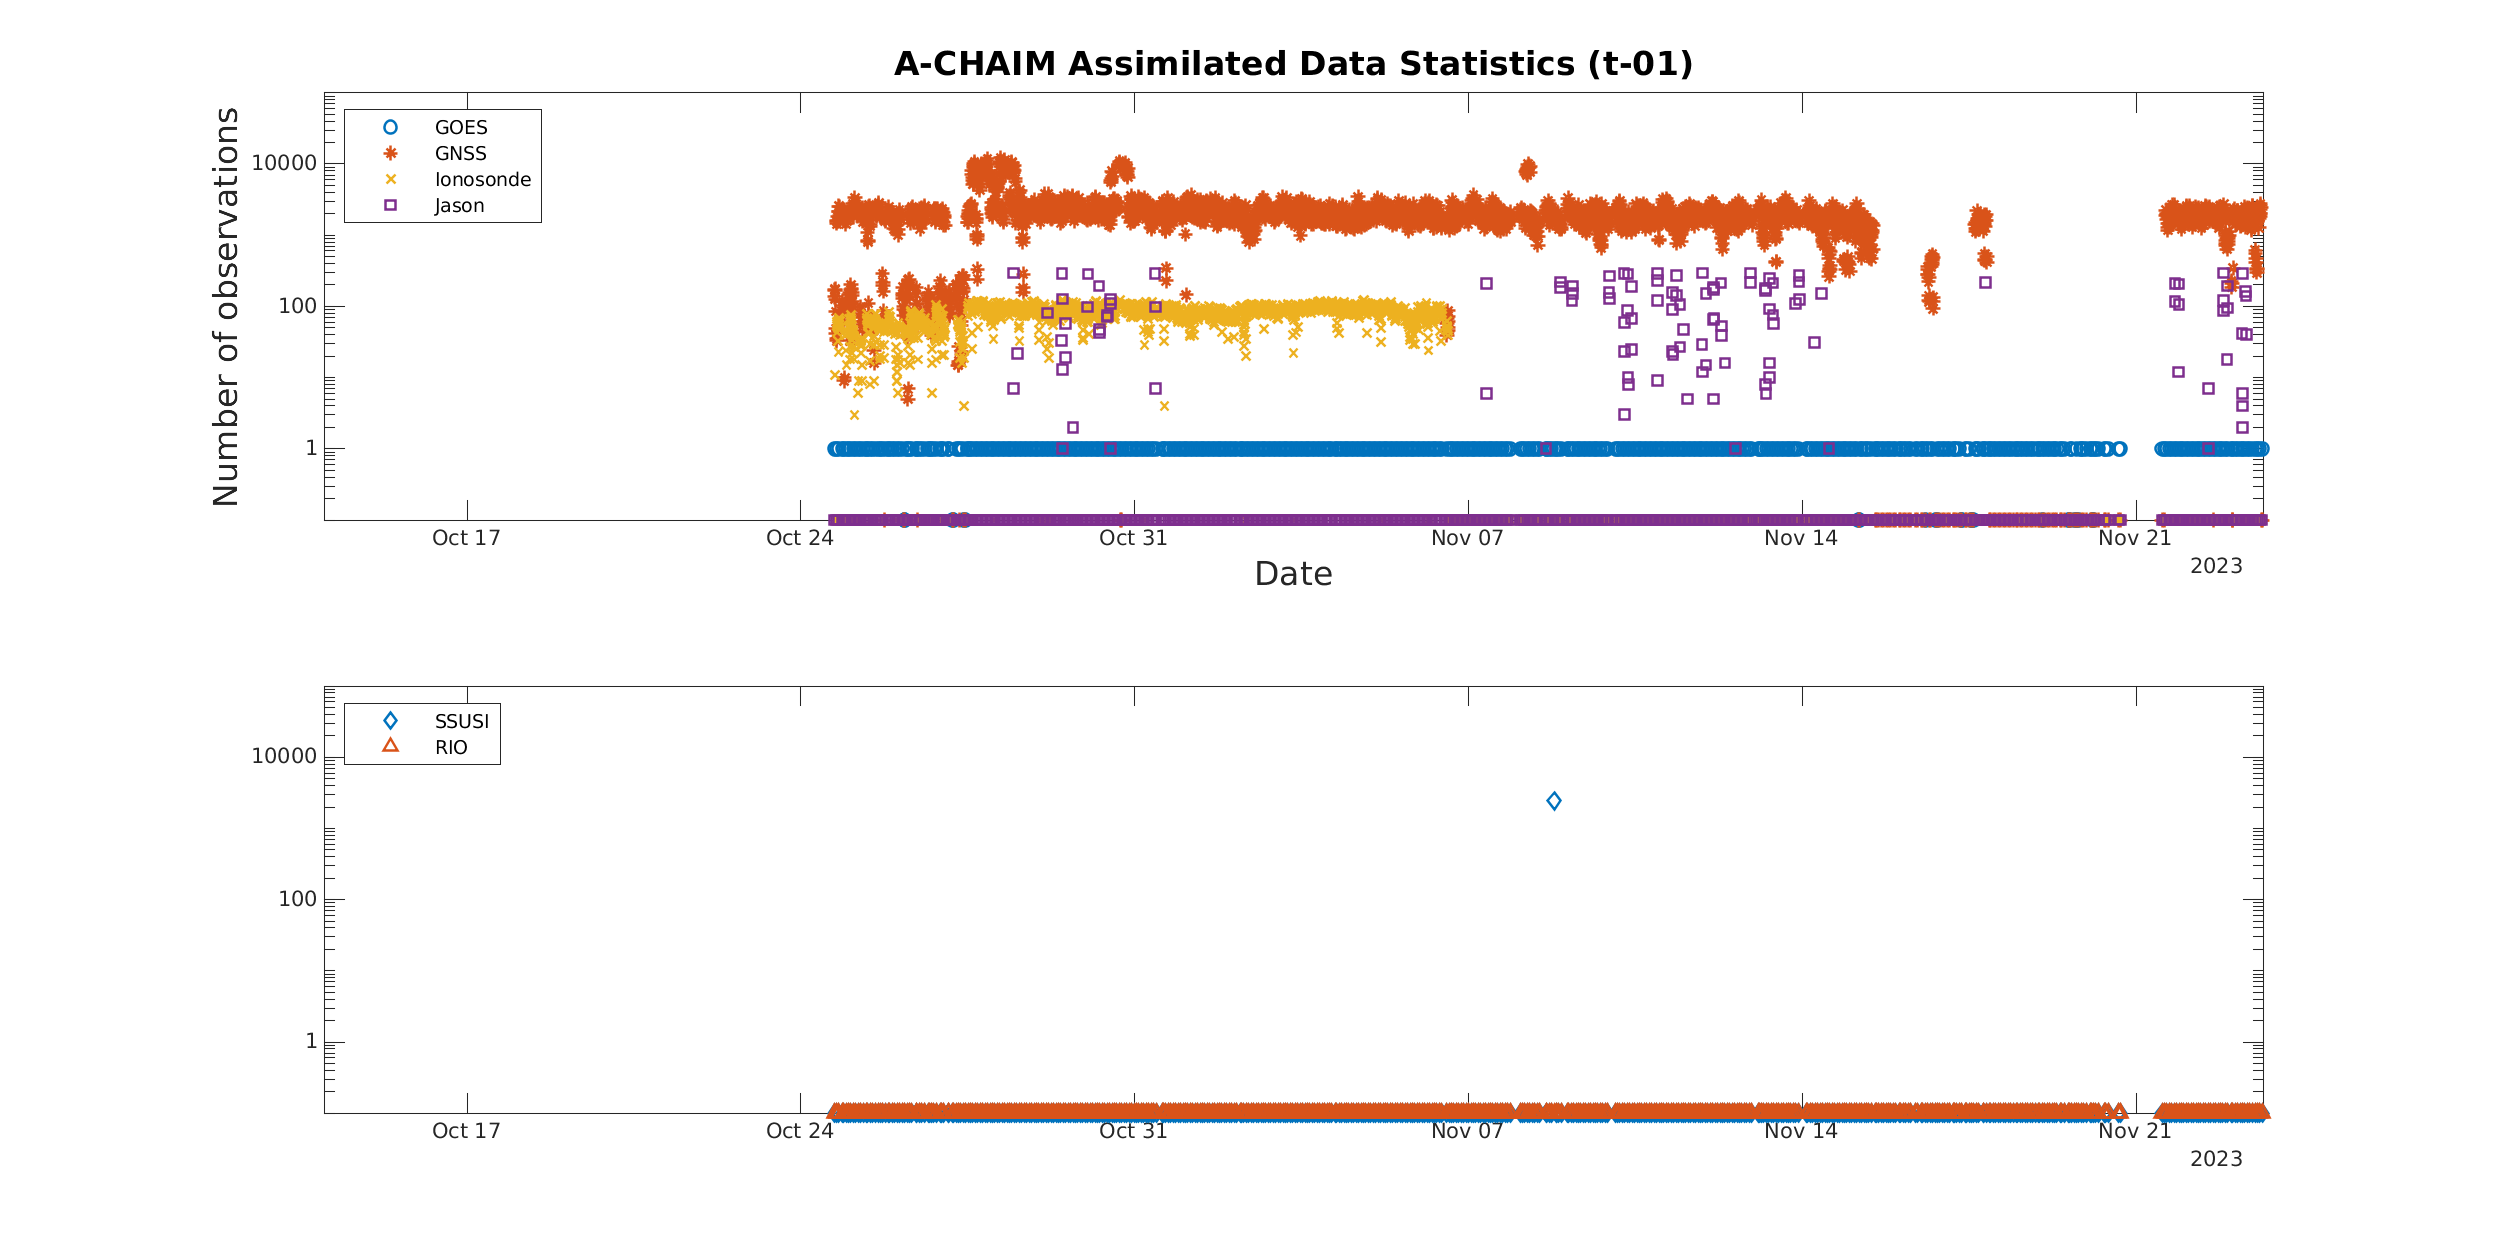 A-CHAIM Assimilated Data Statistics (t-01)
GOES
GNSS
Ionosonde
Jason
Number of observations
10000
100
1
Oct 17 Oct 24 Oct 31 Nov 07 Nov 14 Nov 21
2023
Date
SSUSI
RIO
10000
100
1
Oct 17 Oct 24 Oct 31 Nov 07 Nov 14 Nov 21
2023